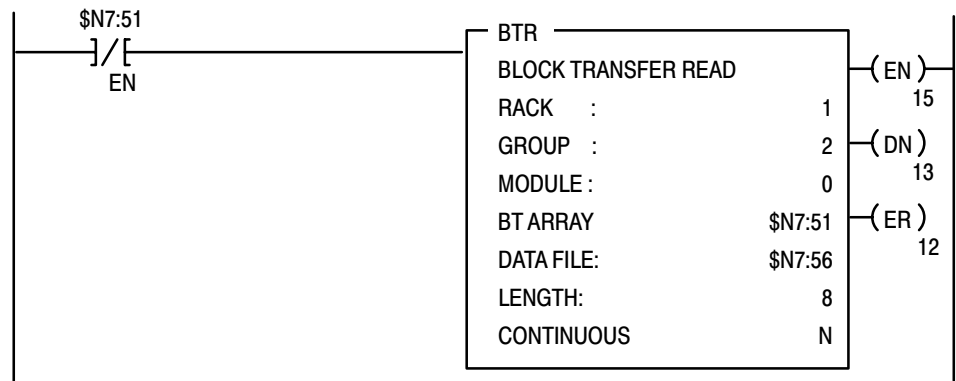 $N7:51
EN
BTR
BLOCK TRANSFER READ
RACK : 1
GROUP : 2
MODULE : 0
BT ARRAY $N7:51
DATA FILE: $N7:56
LENGTH: 8
CONTINUOUS N
EN
15
DN
13
ER
12